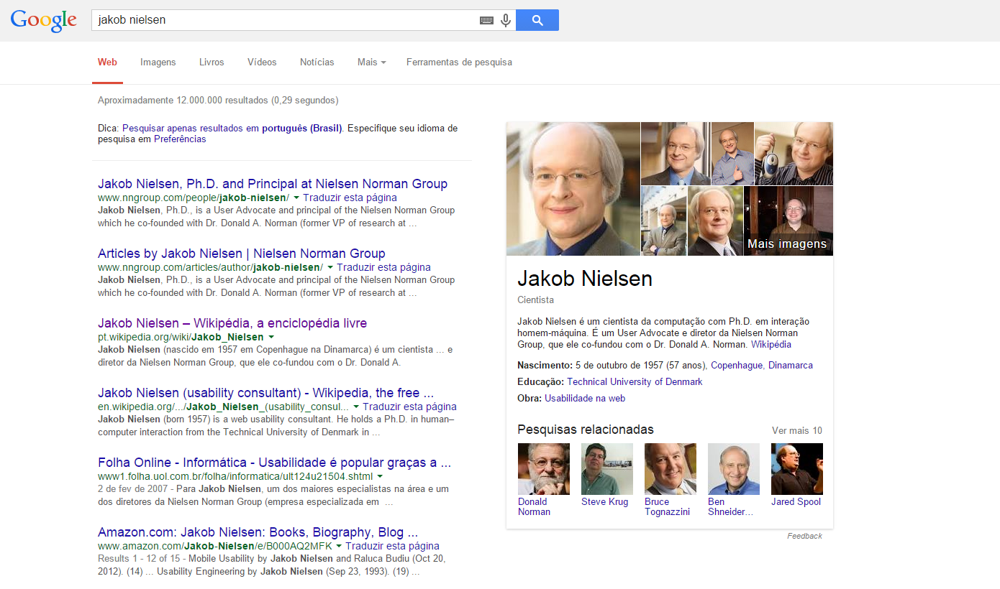 Google
jakob nielsen
Web Imagens Livros Vídeos Notícias Mais Ferramentas de pesquisa
Aproximadamente 12.000.000 resultados (0,29 segundos)
Dica: Pesquisar apenas resultados em português (Brasil). Especifique seu idioma de
pesquisa em Preferências
Jakob Nielsen, Ph.D. and Principal at Nielsen Norman Group
www.nngroup.com/people/jakob-nielsen/ Traduzir esta página
Jakob Nielsen, Ph.D., is a User Advocate and principal of the Nielsen Norman Group
which he co-founded with Dr. Donald A. Norman (former VP of research at ...
Articles by Jakob Nielsen | Nielsen Norman Group
www.nngroup.com/articles/author/jakob-nielsen/ Traduzir esta página
Jakob Nielsen, Ph.D., is a User Advocate and principal of the Nielsen Norman Group
which he co-founded with Dr. Donald A. Norman (former VP of research at ...
Jakob Nielsen – Wikipédia, a enciclopédia livre
pt.wikipedia.org/wiki/Jakob_Nielsen
Jakob Nielsen (nascido em 1957 em Copenhague na Dinamarca) é um cientista ... e
diretor da Nielsen Norman Group, que ele co-fundou com o Dr. Donald A.
Jakob Nielsen (usability consultant) - Wikipedia, the free ...
en.wikipedia.org/.../Jakob_Nielsen_(usability_consul... Traduzir esta página
Jakob Nielsen (born 1957) is a web usability consultant. He holds a Ph.D. in human–
computer interaction from the Technical University of Denmark in ...
Folha Online - Informática - Usabilidade é popular graças a ...
www1.folha.uol.com.br/folha/informatica/ult124u21504.shtml
2 de fev de 2007 - Para Jakob Nielsen, um dos maiores especialistas na área e um
dos diretores da Nielsen Norman Group (empresa especializada em ...
Amazon.com: Jakob Nielsen: Books, Biography, Blog ...
www.amazon.com/Jakob-Nielsen/e/B000AQ2MFK Traduzir esta página
Results 1 - 12 of 15 - Mobile Usability by Jakob Nielsen and Raluca Budiu (Oct 20,
2012). (14) ... Usability Engineering by Jakob Nielsen (Sep 23, 1993). (19) ...
Mais imagens
Jakob Nielsen
Cientista
Jakob Nielsen é um cientista da computação com Ph.D. em interação
homem-máquina. É um User Advocate e diretor da Nielsen Norman
Group, que ele co-fundou com o Dr. Donald A. Norman. Wikipédia
Nascimento: 5 de outubro de 1957 (57 anos), Copenhague, Dinamarca
Educação: Technical University of Denmark
Obra: Usabilidade na web
Pesquisas relacionadas Ver mais 10
Donald Steve Krug Bruce Ben Jared Spool
Norman Tognazzini Shneider...
Feedback